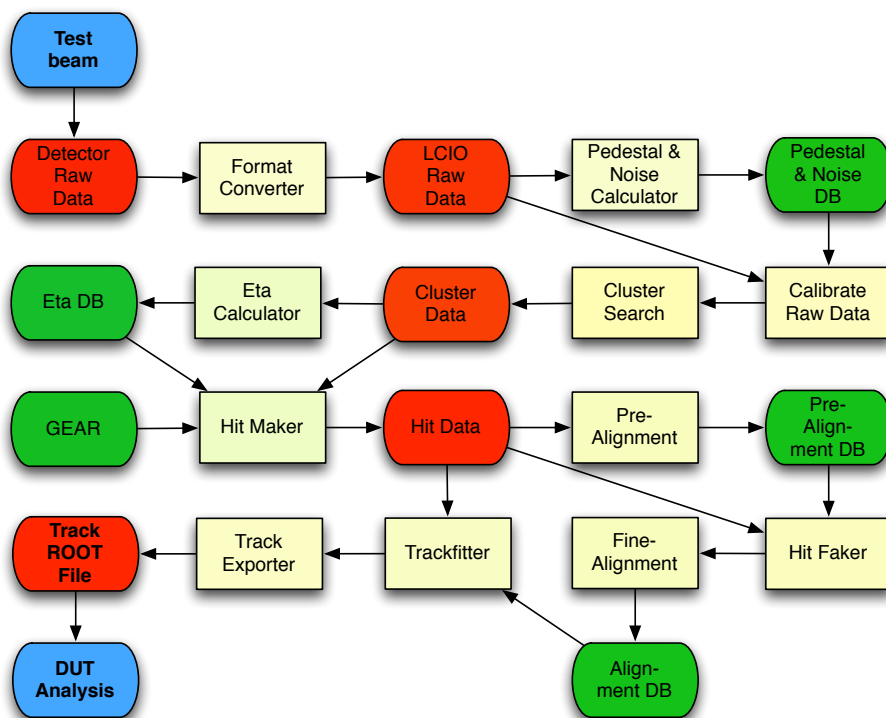 Test
beam
Detector
Raw
Data
Format
Converter
LCIO
Raw
Data
Pedestal &
Noise
Calculator
Pedestal
& Noise
DB
Eta DB
Eta
Calculator
Cluster
Data
Cluster
Search
Calibrate
Raw Data
GEAR
Hit Maker
Hit Data
Pre-
Alignment
Pre-
Align-
ment DB
Track
ROOT
File
Track
Exporter
Trackfitter
Fine-
Alignment
Hit Faker
DUT
Analysis
Align-
ment DB